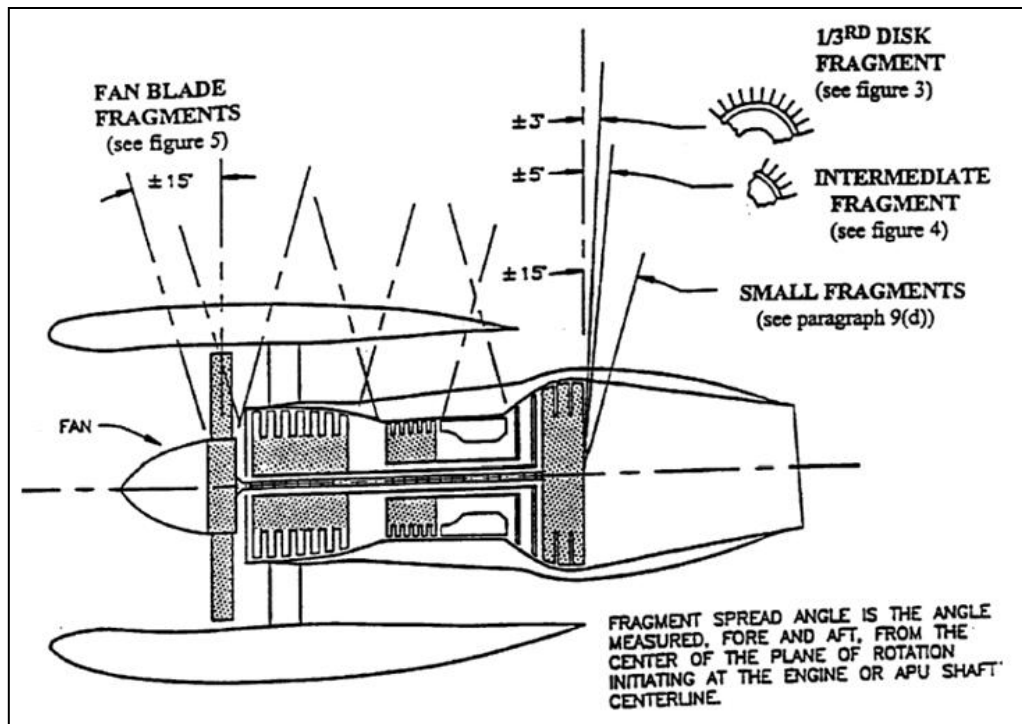 FAN BLADE
FRAGMENTS
(see figure 5)
±15°
1/3RD DISK
FRAGMENT
(see figure 3)
±3°
±5°
INTERMEDIATE
FRAGMENT
(see figure 4)
±15°
SMALL FRAGMENTS
(see paragraph 9(d))
FAN
FRAGMENT SPREAD ANGLE IS THE ANGLE
MEASURED, FORE AND AFT, FROM THE
CENTER OF THE PLANE OF ROTATION
INITIATING AT THE ENGINE OR APU SHAFT
CENTERLINE.